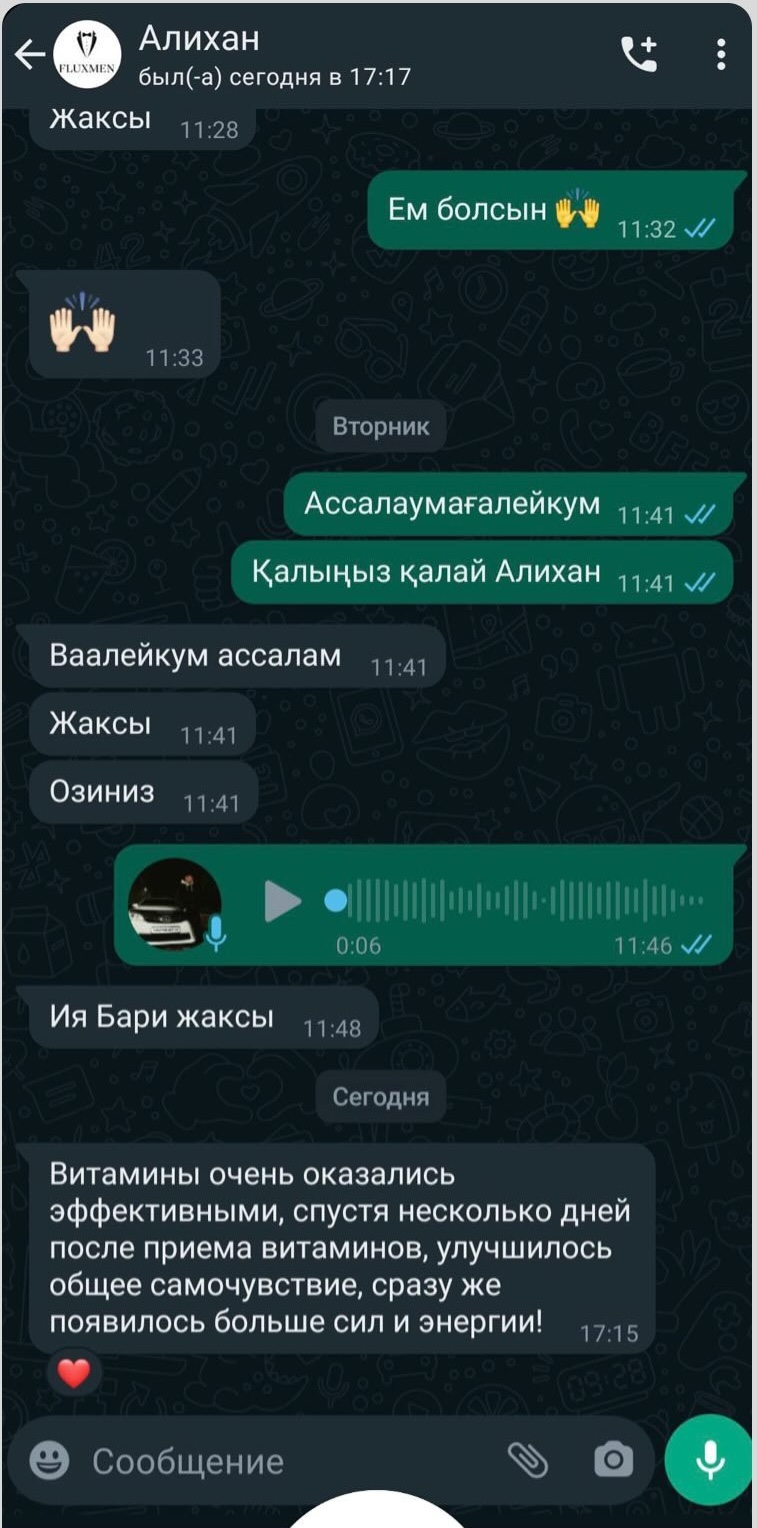 Алихан
FLUXMEN
был(-а) сегодня в 17:17
Жаксы 11:28
Ем болсын 🙌 11:32
🙌🏻 11:33
Вторник
Ассалаумағалейкум 11:41
Қалыңыз қалай Алихан 11:41
Ваалейкум ассалам 11:41
Жаксы 11:41
Озиниз 11:41
0:06 11:46
Ия Бари жаксы 11:48
Сегодня
Витамины очень оказались
эффективными, спустя несколько дней
после приема витаминов, улучшилось
общее самочувствие, сразу же
появилось больше сил и энергии! 17:15
❤️
Сообщение